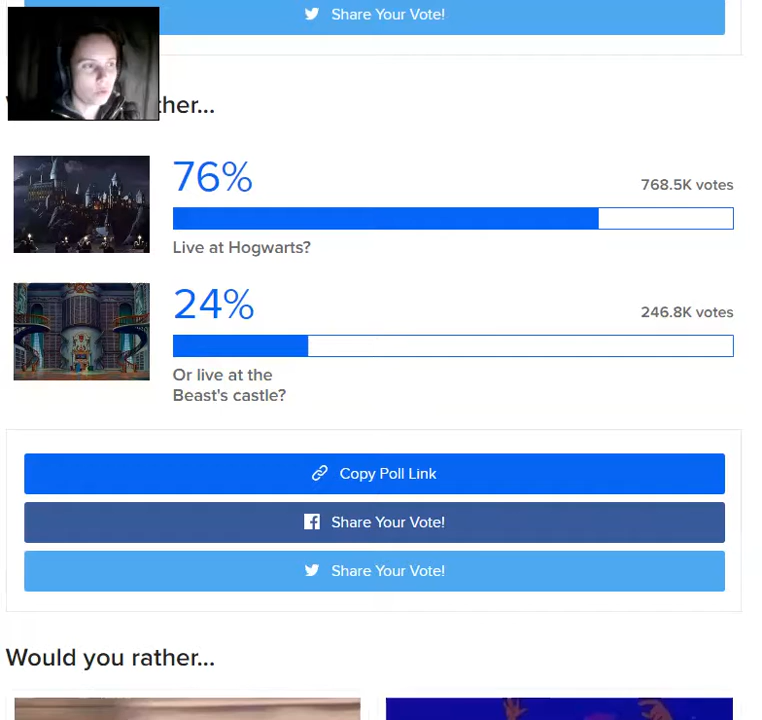 Share Your Vote!
ther...
76%
768.5K votes
Live at Hogwarts?
24%
246.8K votes
Or live at the
Beast's castle?
Copy Poll Link
Share Your Vote!
Share Your Vote!
Would you rather...